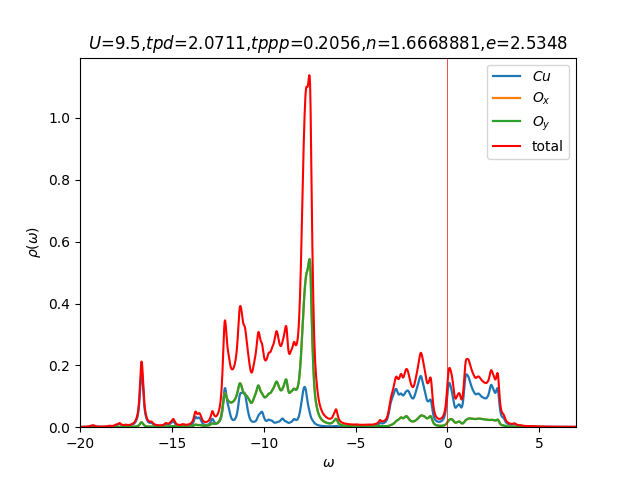 U=9.5,tpd=2.0711,tppp=0.2056,n=1.6668881,e=2.5348
ρ(ω)
1.0
0.8
0.6
0.4
0.2
0.0
Cu
Oₓ
O_y
total
−20
−15
−10
−5
0
5
ω